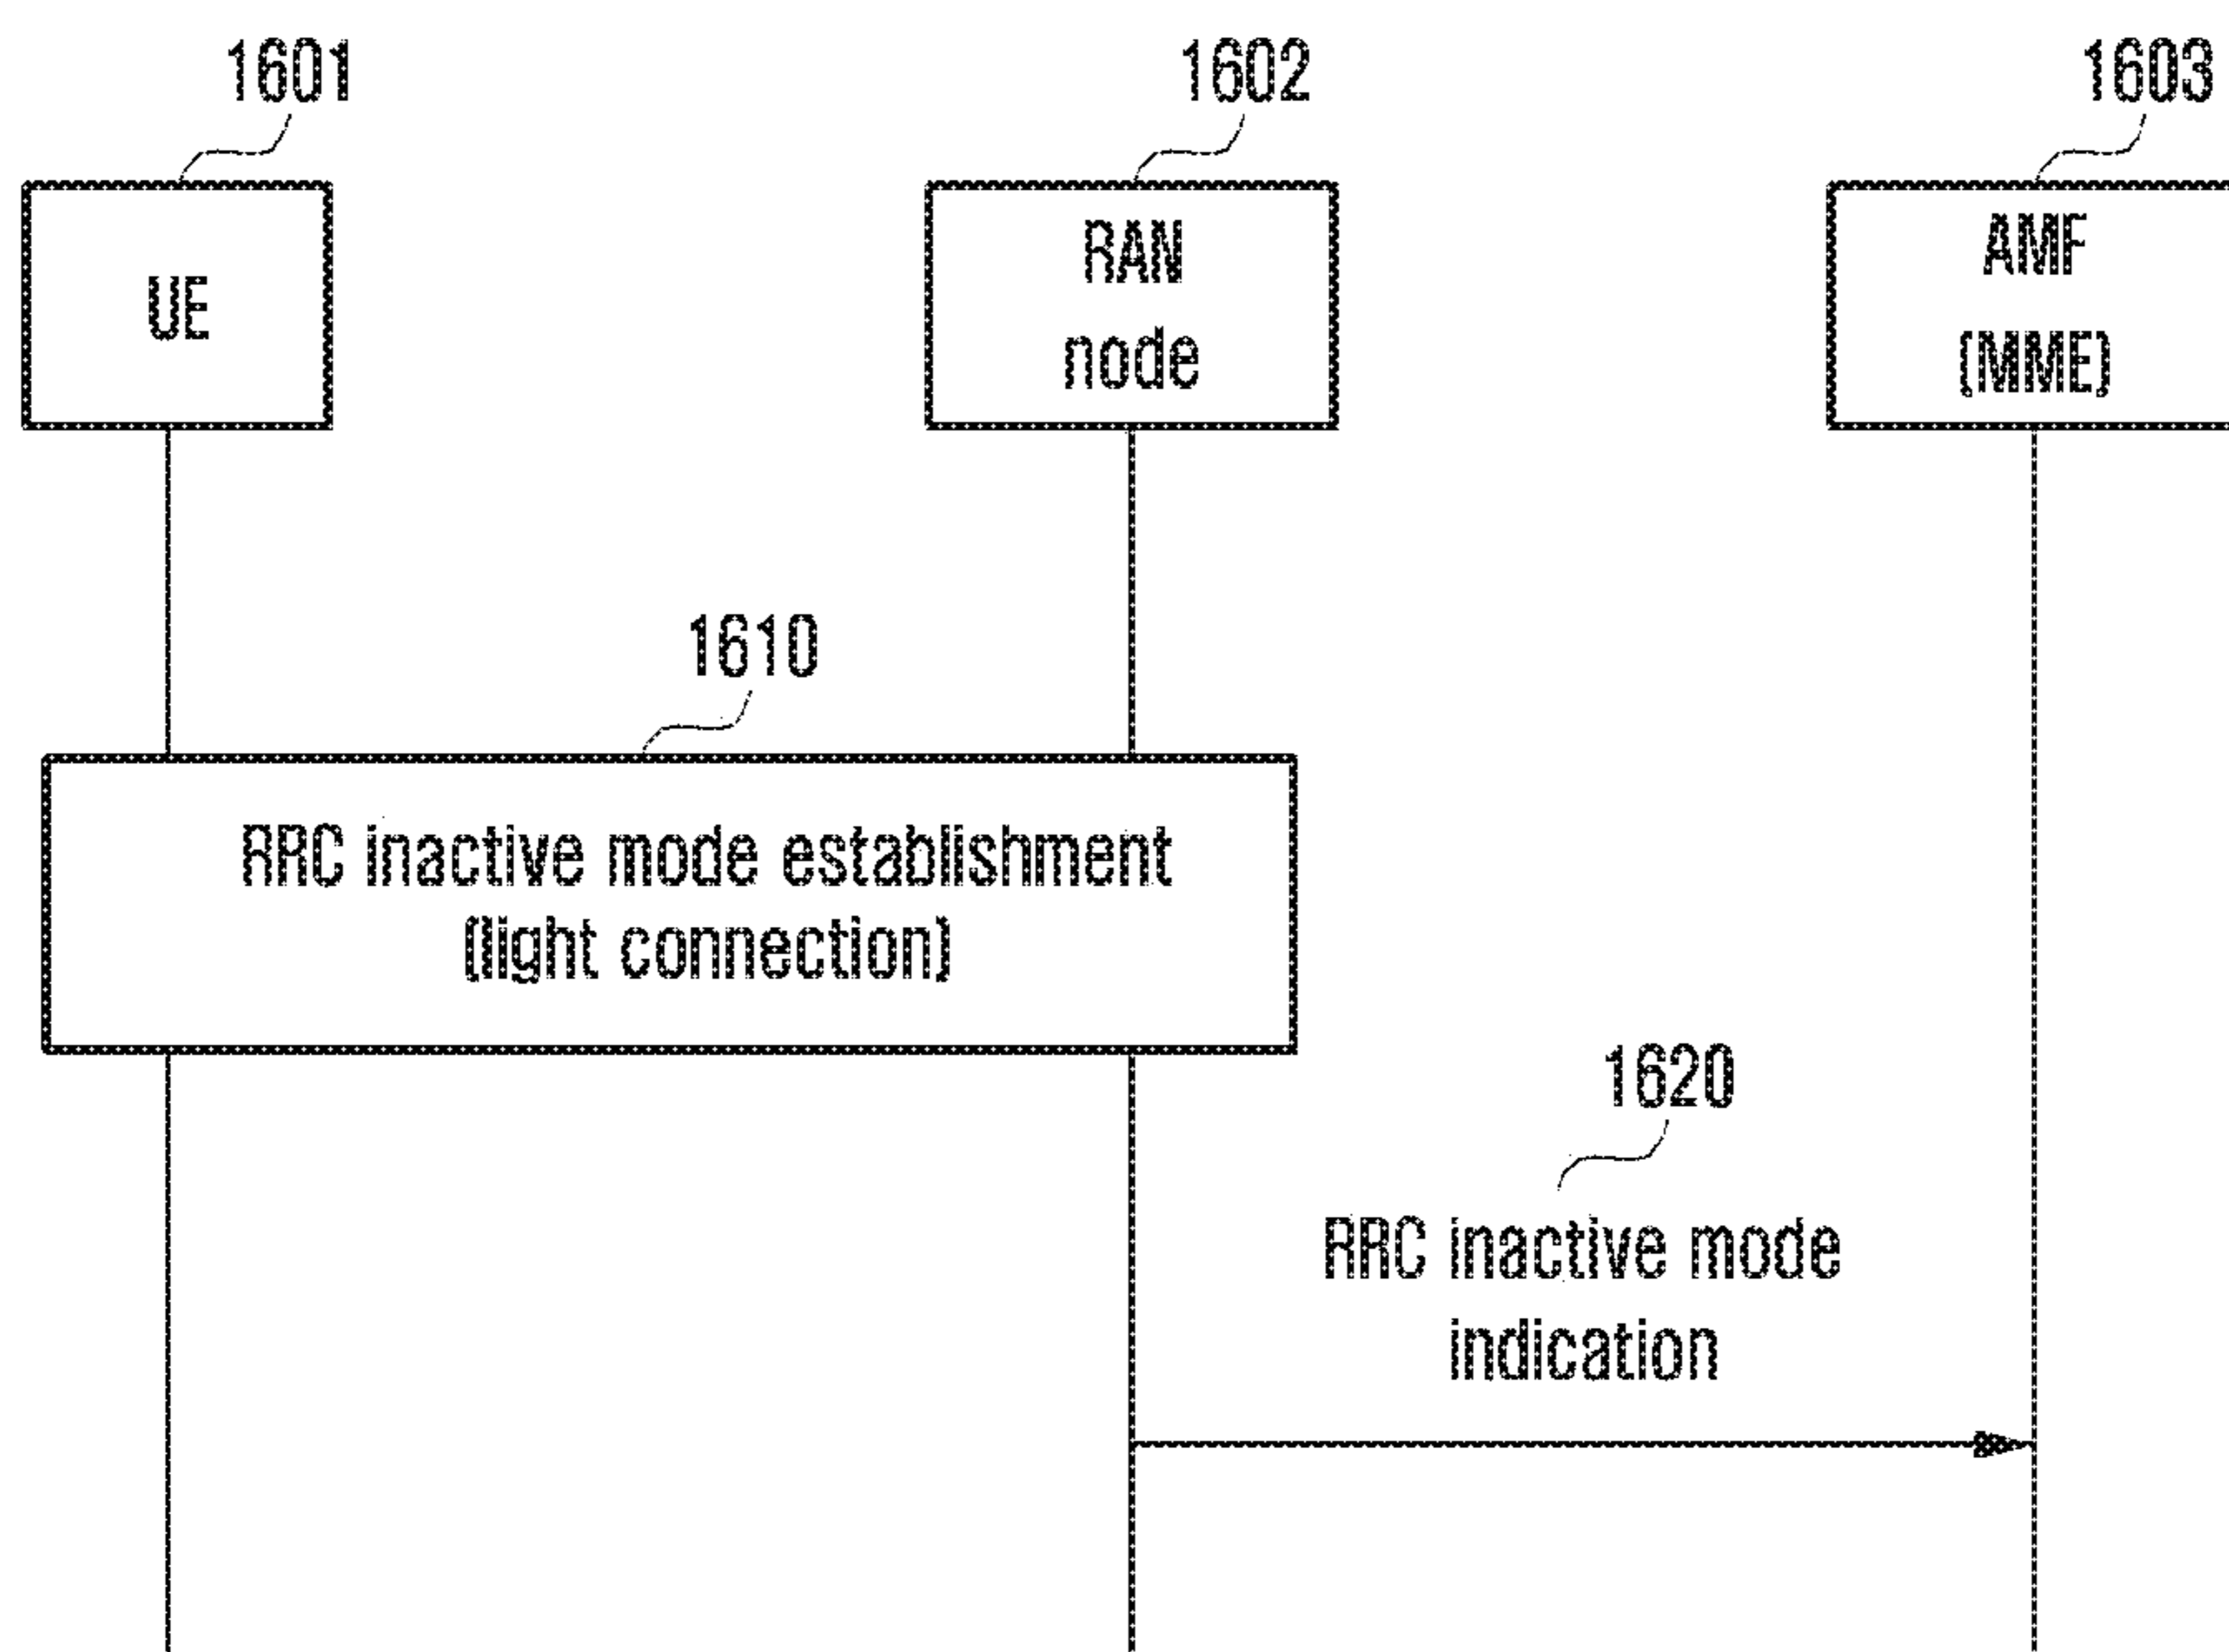 1601
1602
1603
UE
RAN
node
AMF
(MME)
1610
RRC inactive mode establishment
(light connection)
1620
RRC inactive mode
indication